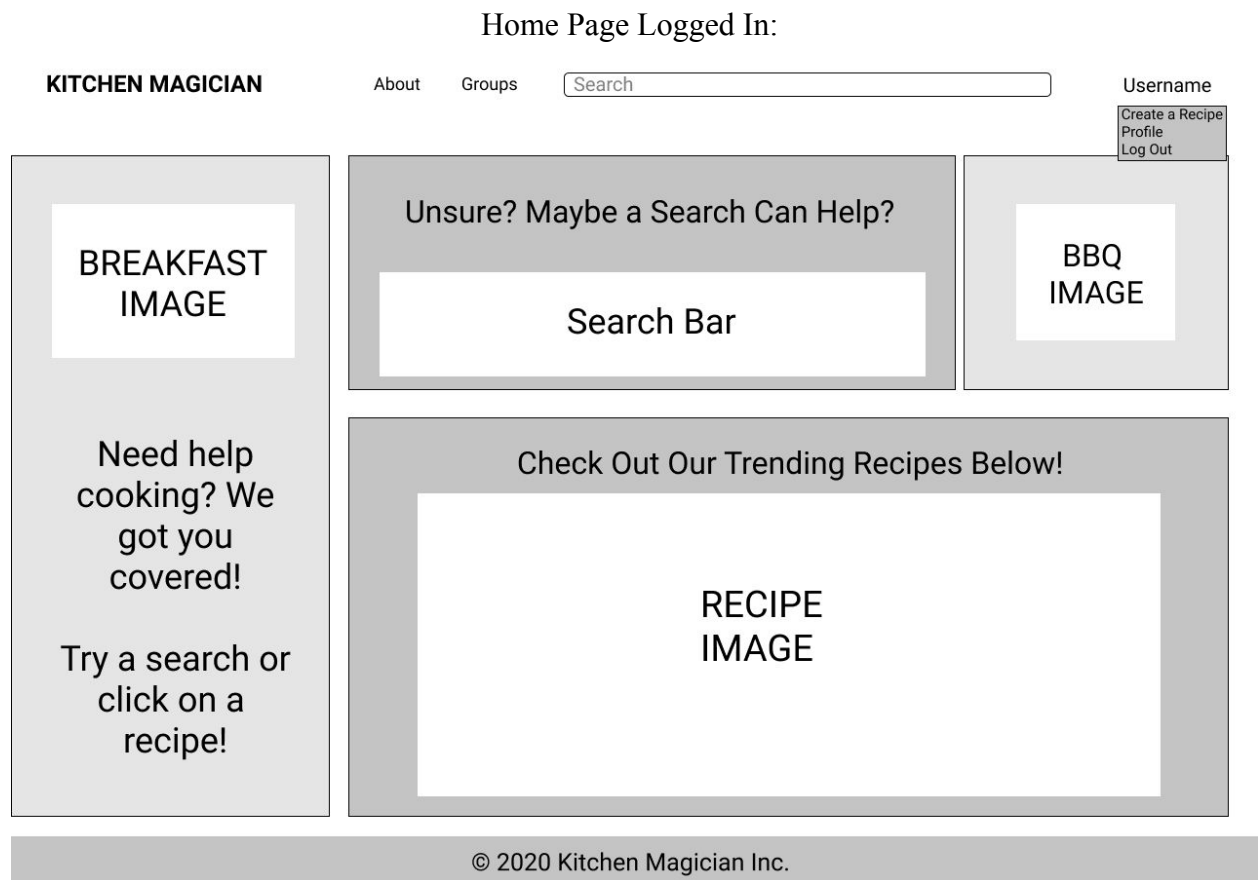 Home Page Logged In:
KITCHEN MAGICIAN
About
Groups
Search
Username
Create a Recipe
Profile
Log Out
BREAKFAST
IMAGE
Need help
cooking? We
got you
covered!
Try a search or
click on a
recipe!
Unsure? Maybe a Search Can Help?
Search Bar
BBQ
IMAGE
Check Out Our Trending Recipes Below!
RECIPE
IMAGE
© 2020 Kitchen Magician Inc.